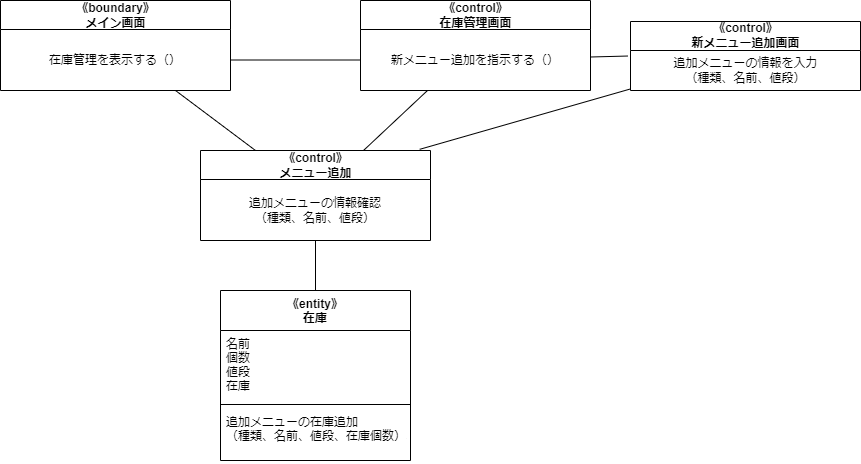 《boundary》
メイン画面
在庫管理を表示する（）
《control》
在庫管理画面
新メニュー追加を指示する（）
《control》
新メニュー追加画面
追加メニューの情報を入力
（種類、名前、値段）
《control》
メニュー追加
追加メニューの情報確認
（種類、名前、値段）
《entity》
在庫
名前
個数
値段
在庫
追加メニューの在庫追加
（種類、名前、値段、在庫個数）